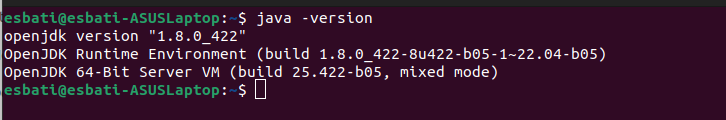 esbati@esbati-ASUSLaptop:~$ java -version
openjdk version "1.8.0_422"
OpenJDK Runtime Environment (build 1.8.0_422-8u422-b05-1~22.04-b05)
OpenJDK 64-Bit Server VM (build 25.422-b05, mixed mode)
esbati@esbati-ASUSLaptop:~$